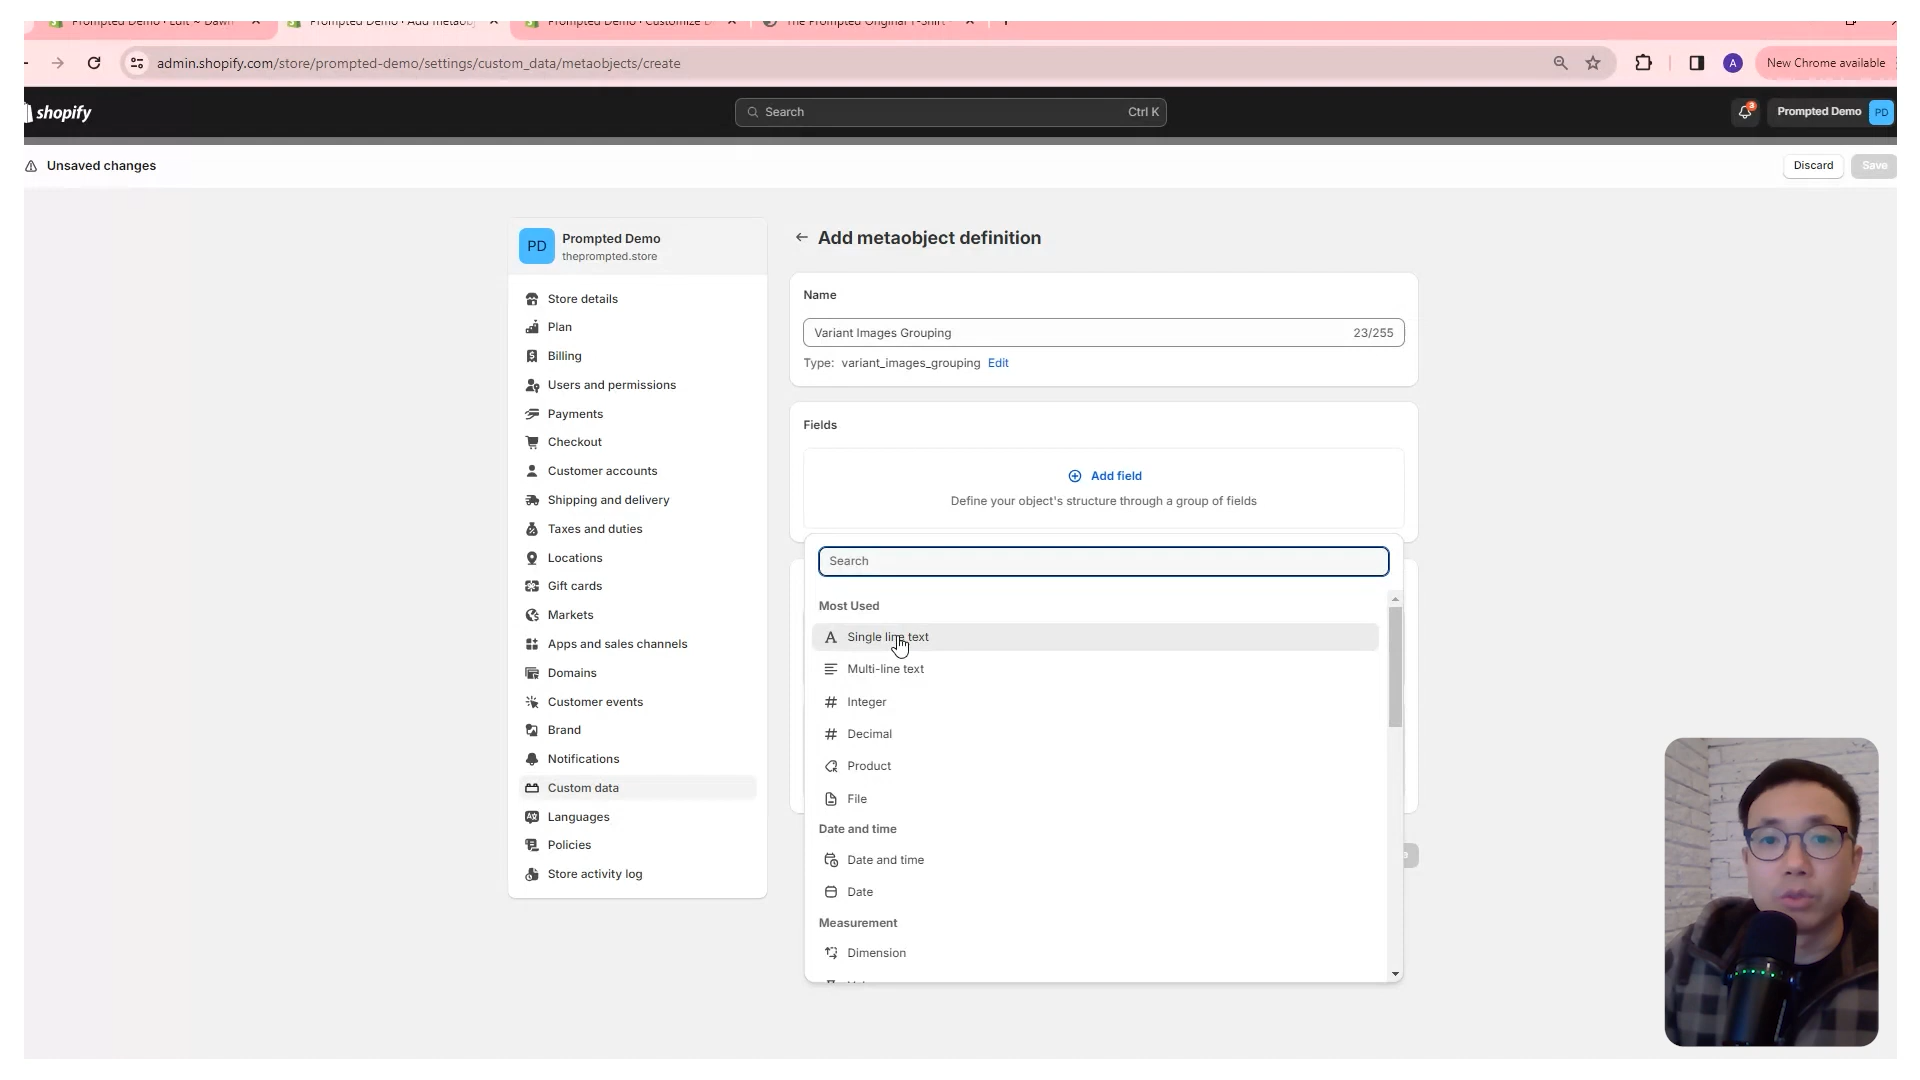 Prompted Demo · Edit ~ Dawn
Prompted Demo · Add metaobj
Prompted Demo · Customize D
The Prompted Original T-Shirt
admin.shopify.com/store/prompted-demo/settings/custom_data/metaobjects/create
A
New Chrome available
shopify
Search
Ctrl K
3
Prompted Demo
PD
Unsaved changes
Discard
Save
PD
Prompted Demo
theprompted.store
Store details
Plan
Billing
Users and permissions
Payments
Checkout
Customer accounts
Shipping and delivery
Taxes and duties
Locations
Gift cards
Markets
Apps and sales channels
Domains
Customer events
Brand
Notifications
Custom data
Languages
Policies
Store activity log
Add metaobject definition
Name
Variant Images Grouping
23/255
Type: variant_images_grouping Edit
Fields
Add field
Define your object's structure through a group of fields
Search
Most Used
Single line text
Multi-line text
Integer
Decimal
Product
File
Date and time
Date and time
Date
Measurement
Dimension